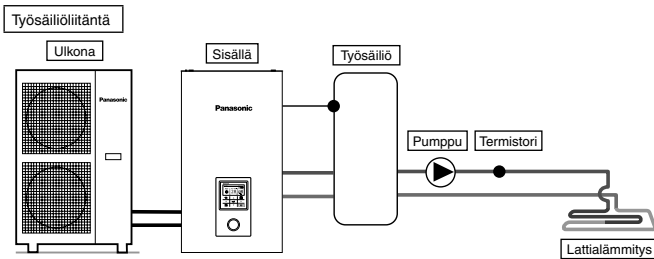 Työsäiliöliitäntä
Ulkona
Sisällä
Työsäiliö
Panasonic
Panasonic
Pumppu
Termistori
Lattialämmitys